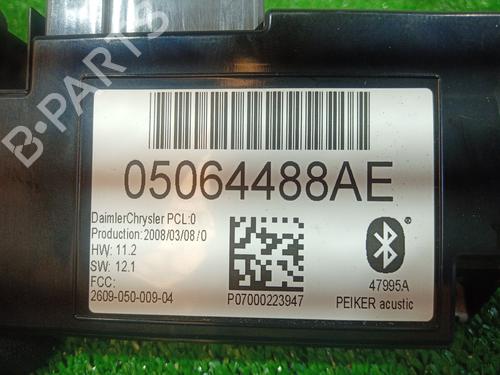 B-PARTS
05064488AE
DaimlerChrysler PCL:0
Production: 2008/03/08/0
HW: 11.2
SW: 12.1
FCC:
2609-050-009-04
P07000223947
47995A
PEIKER acustic